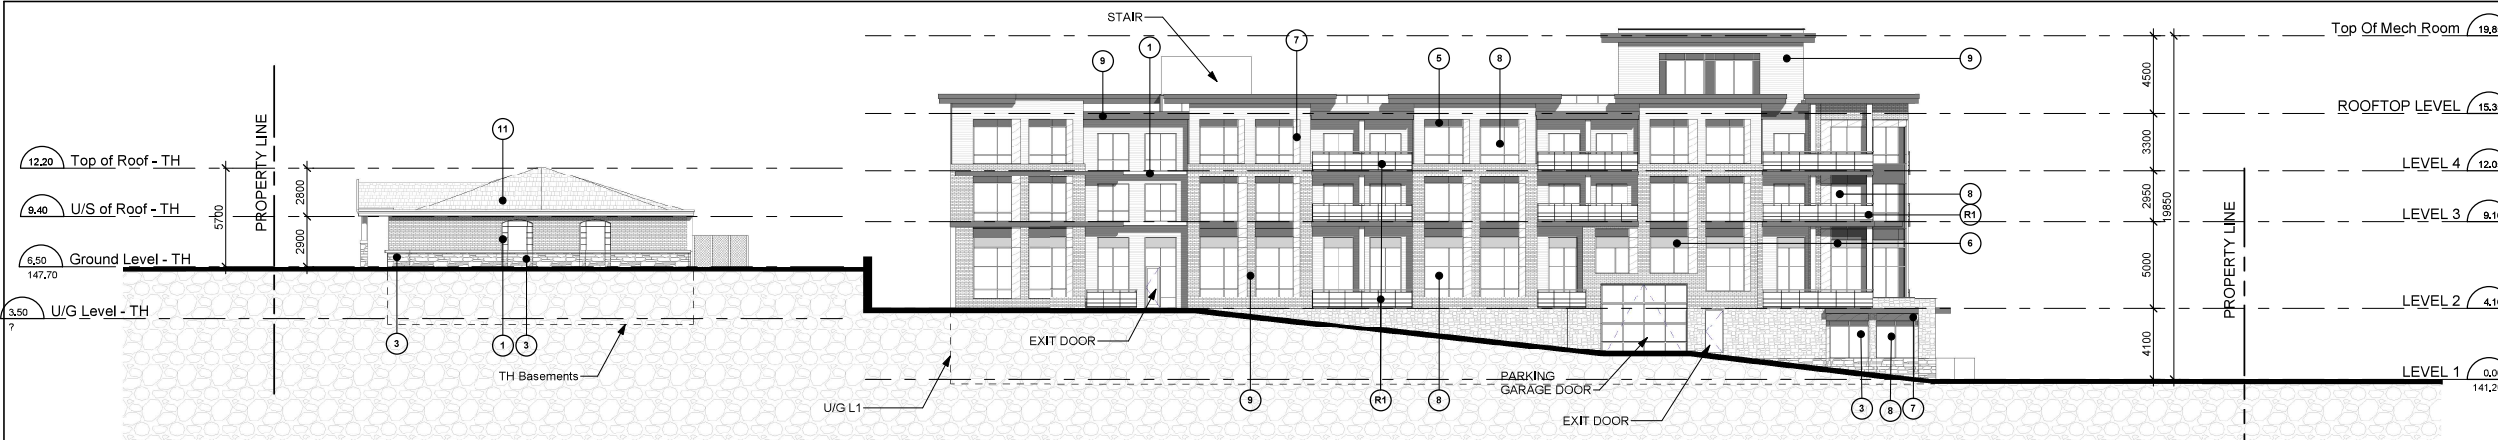 STAIR
Top Of Mech Room 19.8
7
1
9
5
8
9
4500
ROOFTOP LEVEL 15.3
PROPERTY LINE
11
3300
12.20 Top of Roof - TH
LEVEL 4 12.0
2800
5700
8
2950
19850
9.40 U/S of Roof - TH
R1
LEVEL 3 9.10
PROPERTY LINE
2900
6
6.50 Ground Level - TH
147.70
5000
3.50 U/G Level - TH
?
LEVEL 2 4.10
3
1
3
EXIT DOOR
4100
TH Basements
PARKING
GARAGE DOOR
LEVEL 1 0.00
141.20
U/G L1
9
R1
8
EXIT DOOR
3
8
7